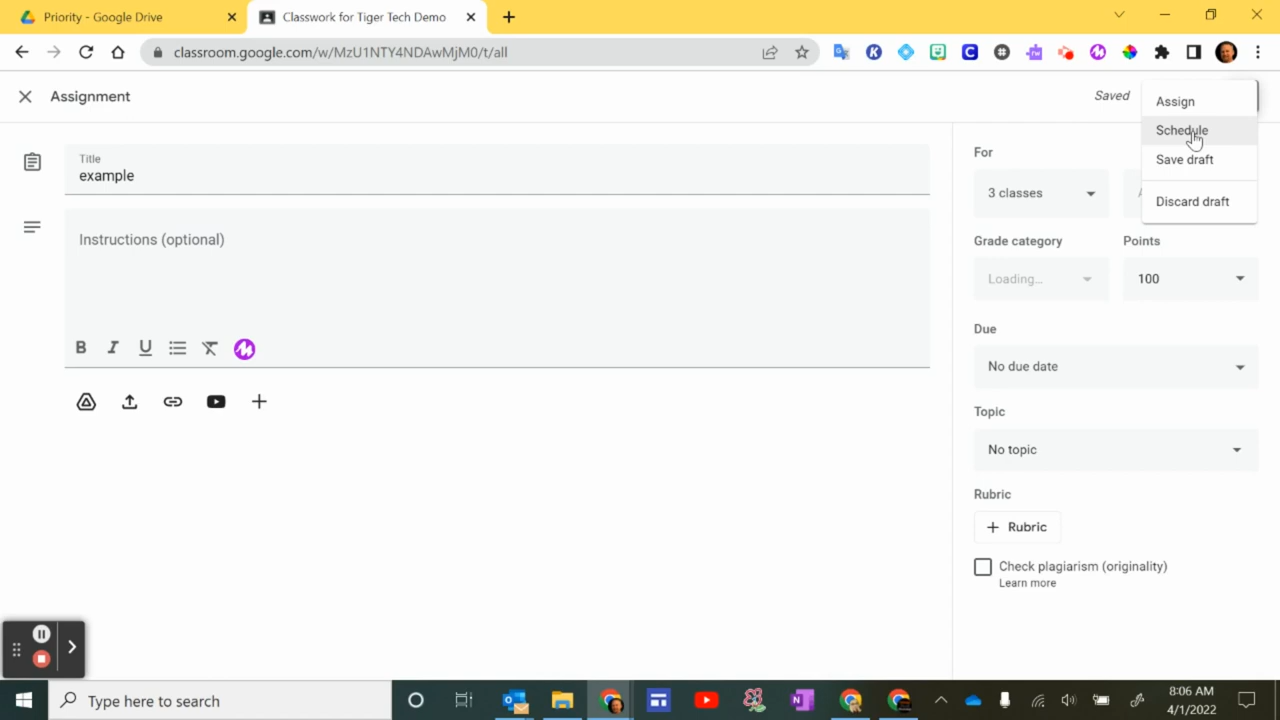 Priority - Google Drive
Classwork for Tiger Tech Demo
classroom.google.com/w/MzU1NTY4NDAwMjM0/t/all
Assignment
Saved
Assign
Schedule
Save draft
Discard draft
Title
example
Instructions (optional)
B I U
For
3 classes
Grade category
Points
Loading...
100
Due
No due date
Topic
No topic
Rubric
+ Rubric
Check plagiarism (originality)
Learn more
Type here to search
8:06 AM
4/1/2022